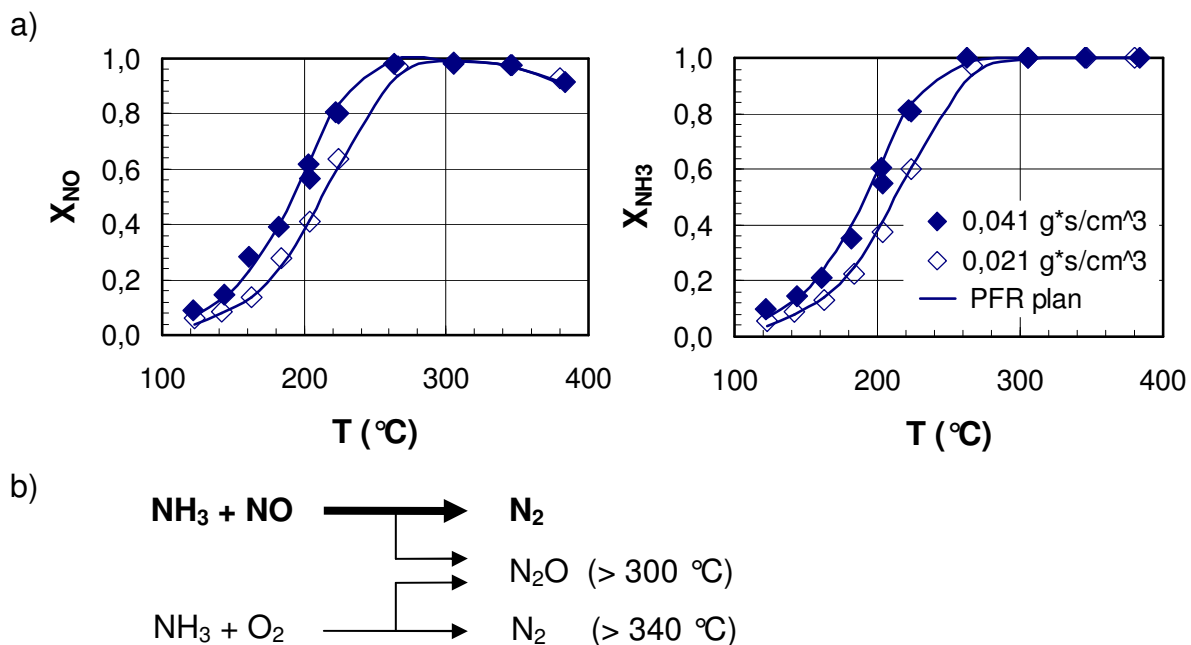 a)
1,0
0,8
0,6
0,4
0,2
0,0
100 200 300 400
X_NO
T (°C)
1,0
0,8
0,6
0,4
0,2
0,0
100 200 300 400
X_NH3
T (°C)
0,041 g*s/cm^3
0,021 g*s/cm^3
PFR plan
b)
NH₃ + NO N₂
N₂O (> 300 °C)
NH₃ + O₂ N₂ (> 340 °C)